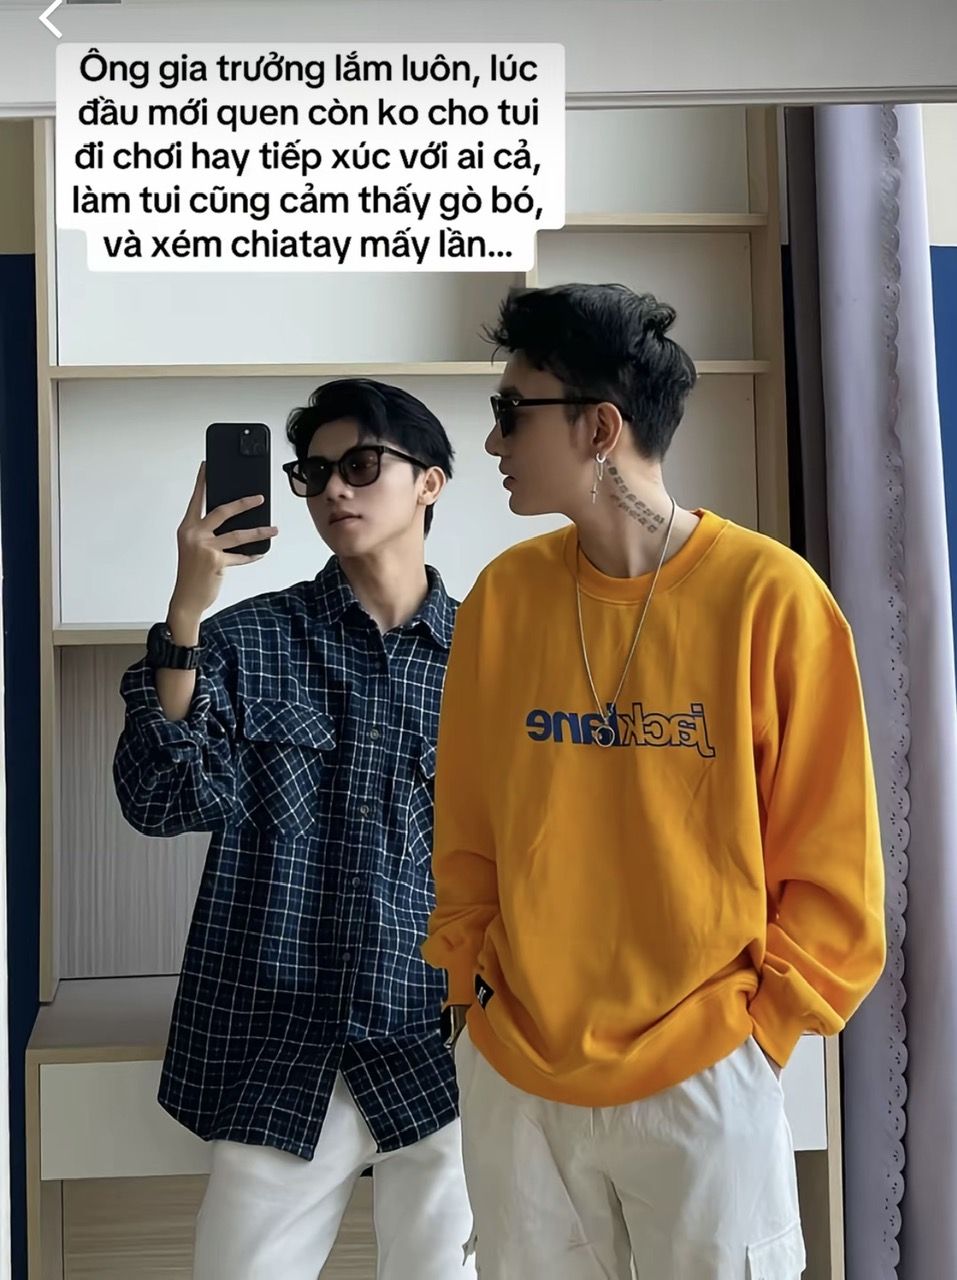 Ông gia trưởng lắm luôn, lúc
đầu mới quen còn ko cho tui
đi chơi hay tiếp xúc với ai cả,
làm tui cũng cảm thấy gò bó,
và xém chiatay mấy lần...
jacklane